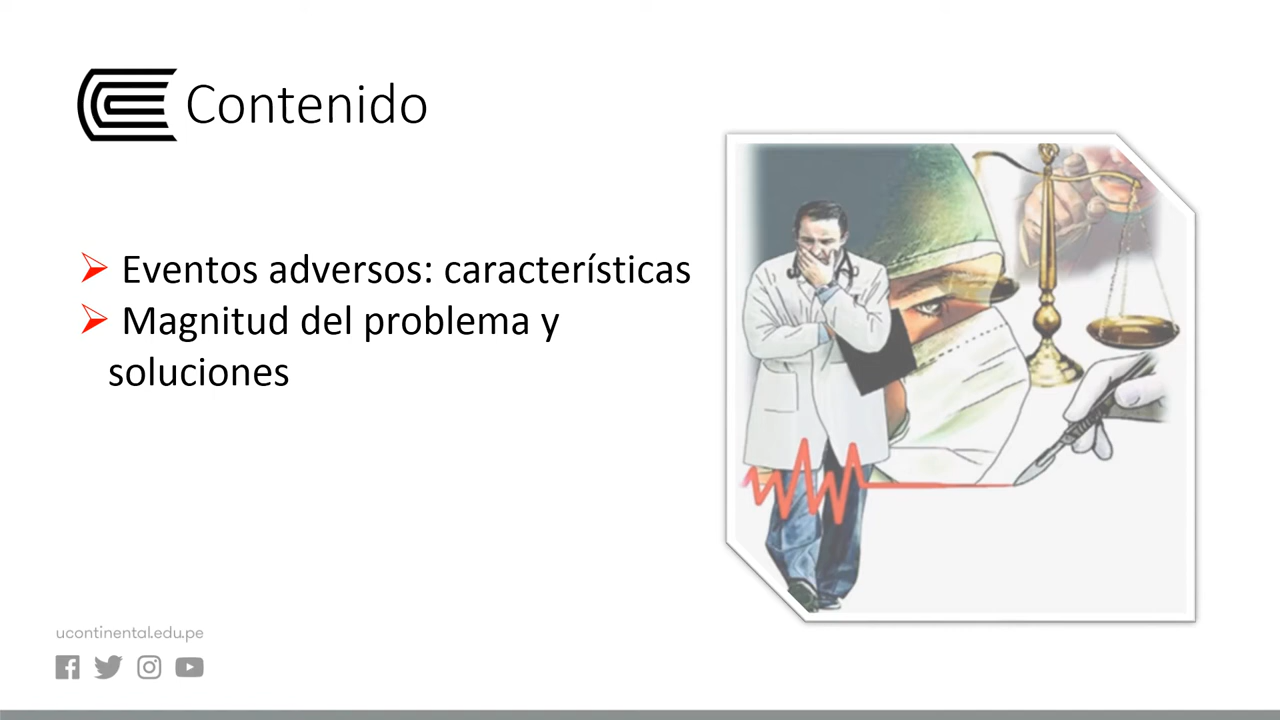 Contenido
Eventos adversos: características
Magnitud del problema y
soluciones
ucontinental.edu.pe